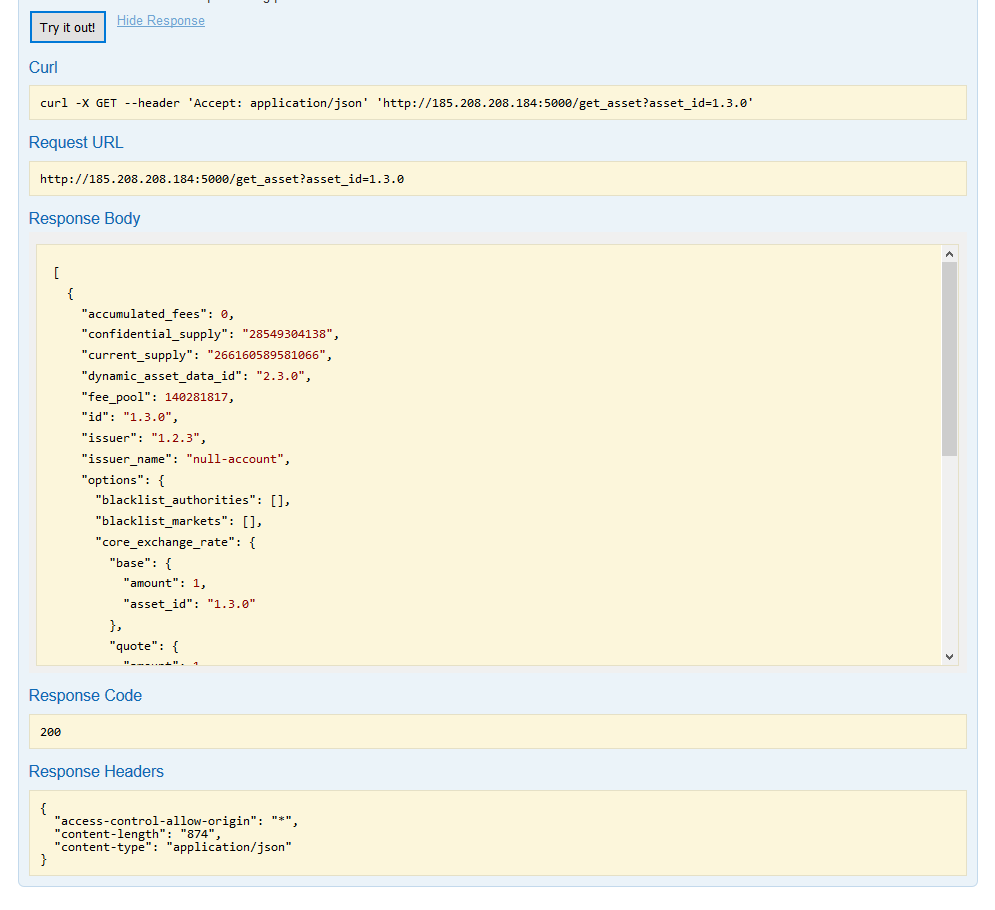 Try it out!
Hide Response
Curl
curl -X GET --header 'Accept: application/json' 'http://185.208.208.184:5000/get_asset?asset_id=1.3.0'
Request URL
http://185.208.208.184:5000/get_asset?asset_id=1.3.0
Response Body
[
{
"accumulated_fees": 0,
"confidential_supply": "28549304138",
"current_supply": "266160589581066",
"dynamic_asset_data_id": "2.3.0",
"fee_pool": 140281817,
"id": "1.3.0",
"issuer": "1.2.3",
"issuer_name": "null-account",
"options": {
"blacklist_authorities": [],
"blacklist_markets": [],
"core_exchange_rate": {
"base": {
"amount": 1,
"asset_id": "1.3.0"
},
"quote": {
"amount": 1
Response Code
200
Response Headers
{
"access-control-allow-origin": "*",
"content-length": "874",
"content-type": "application/json"
}